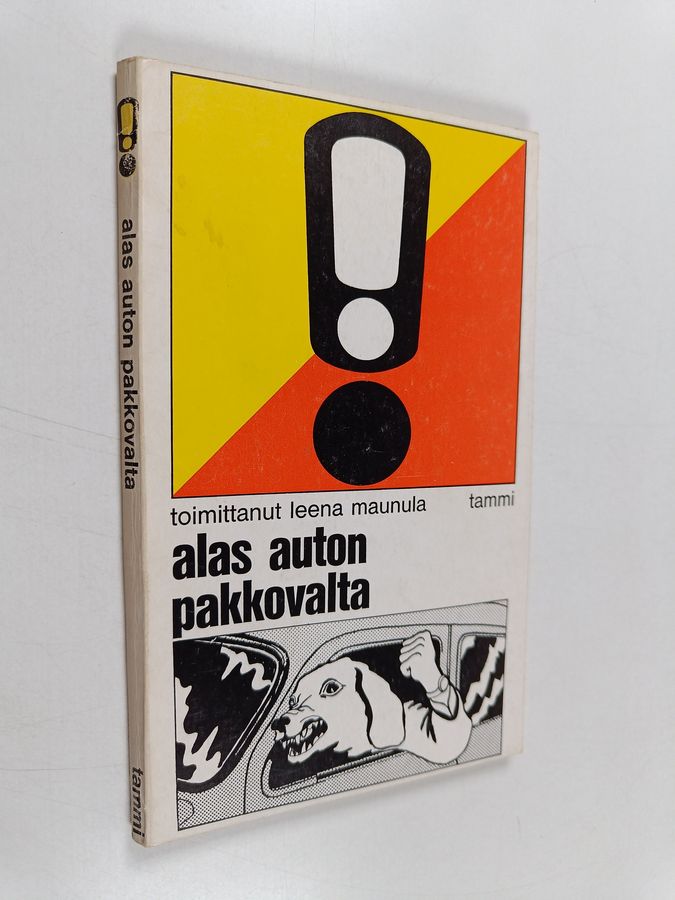 alas auton pakkovalta
tammi
toimittanut leena maunula tammi
alas auton
pakkovalta